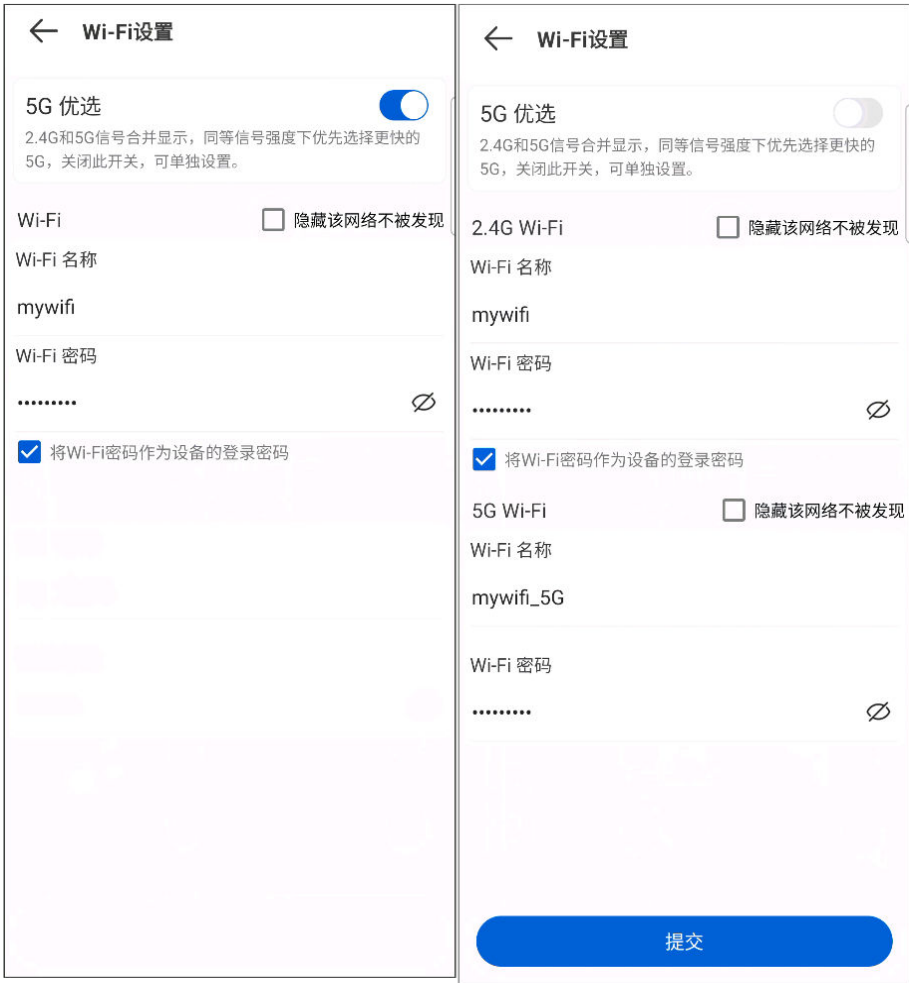 Wi-Fi设置
5G 优选
2.4G和5G信号合并显示，同等信号强度下优先选择更快的
5G，关闭此开关，可单独设置。
Wi-Fi
隐藏该网络不被发现
Wi-Fi 名称
mywifi
Wi-Fi 密码
•••••••••
将Wi-Fi密码作为设备的登录密码
Wi-Fi设置
5G 优选
2.4G和5G信号合并显示，同等信号强度下优先选择更快的
5G，关闭此开关，可单独设置。
2.4G Wi-Fi
隐藏该网络不被发现
Wi-Fi 名称
mywifi
Wi-Fi 密码
•••••••••
将Wi-Fi密码作为设备的登录密码
5G Wi-Fi
隐藏该网络不被发现
Wi-Fi 名称
mywifi_5G
Wi-Fi 密码
•••••••••
提交